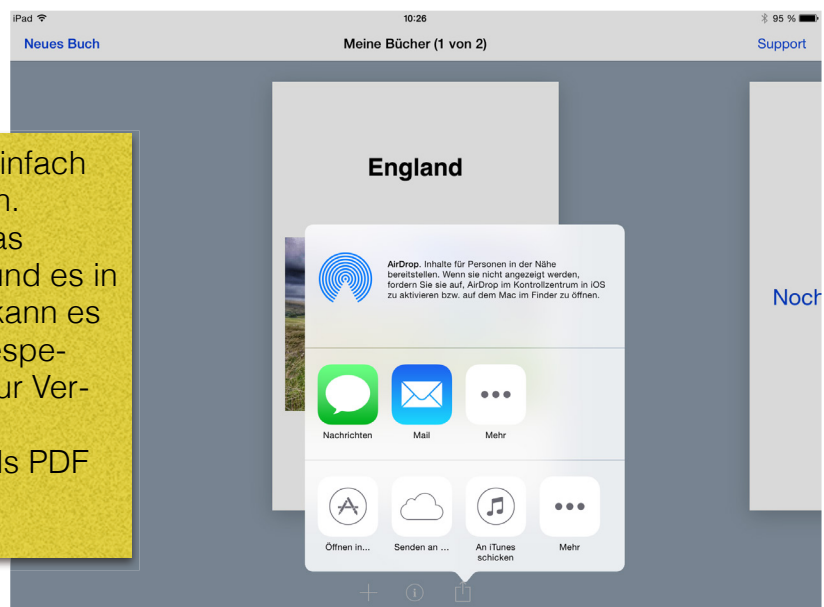 iPad 10:26 95 %
Neues Buch Meine Bücher (1 von 2) Support
England
infach
n.
as
und es in
kann es
espe-
ur Ver-
ls PDF
AirDrop. Inhalte für Personen in der Nähe
bereitstellen. Wenn sie nicht angezeigt werden,
fordern Sie sie auf, AirDrop im Kontrollzentrum in iOS
zu aktivieren bzw. auf dem Mac im Finder zu öffnen.
Noch
Nachrichten Mail Mehr
Öffnen in... Senden an ... An iTunes Mehr
schicken